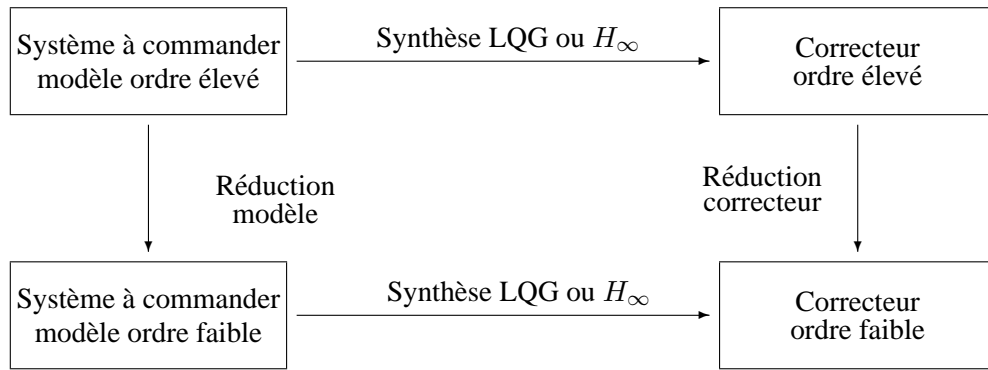 Système à commander
modèle ordre élevé
Synthèse LQG ou H∞
Correcteur
ordre élevé
Réduction
modèle
Réduction
correcteur
Système à commander
modèle ordre faible
Synthèse LQG ou H∞
Correcteur
ordre faible